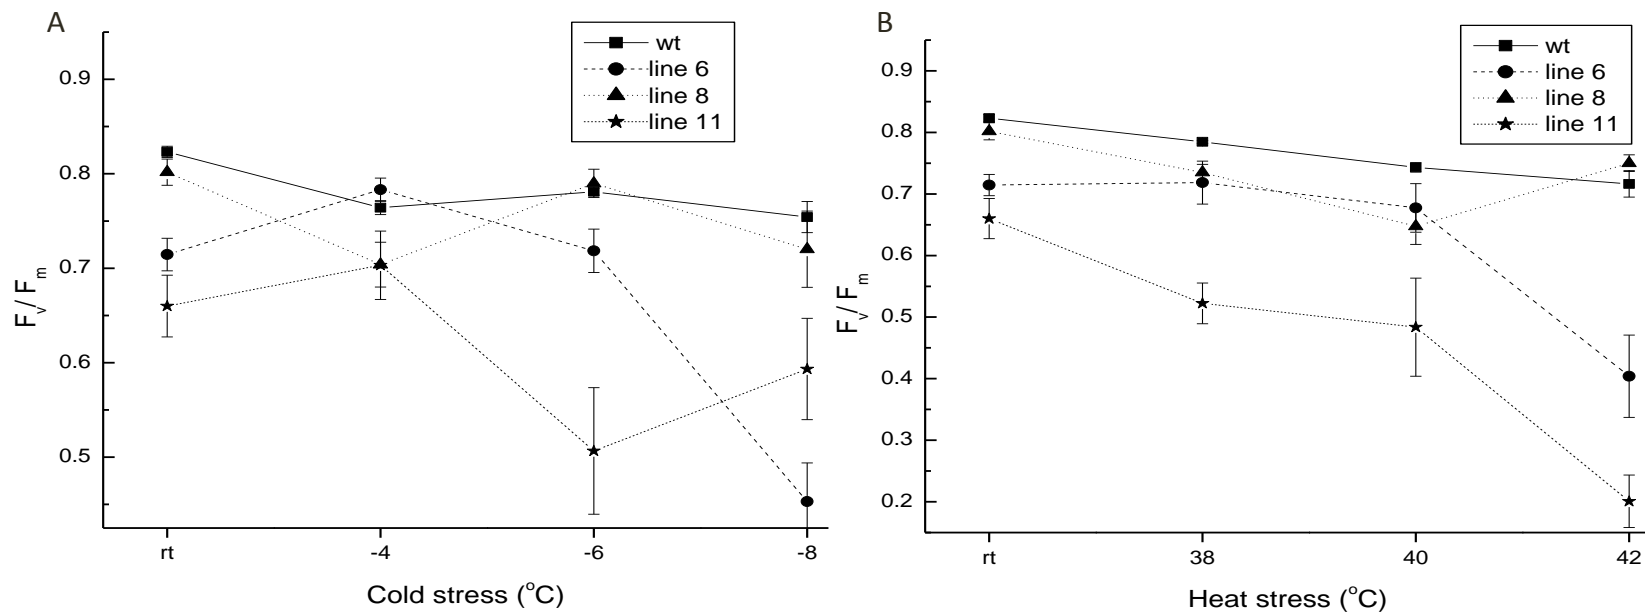 A
wt
line 6
line 8
line 11
0.9
0.8
0.7
0.6
0.5
Fv/ Fm
rt
-4
-6
-8
Cold stress (oC)
B
wt
line 6
line 8
line 11
0.9
0.8
0.7
0.6
0.5
0.4
0.3
0.2
Fv/ Fm
rt
38
40
42
Heat stress (oC)